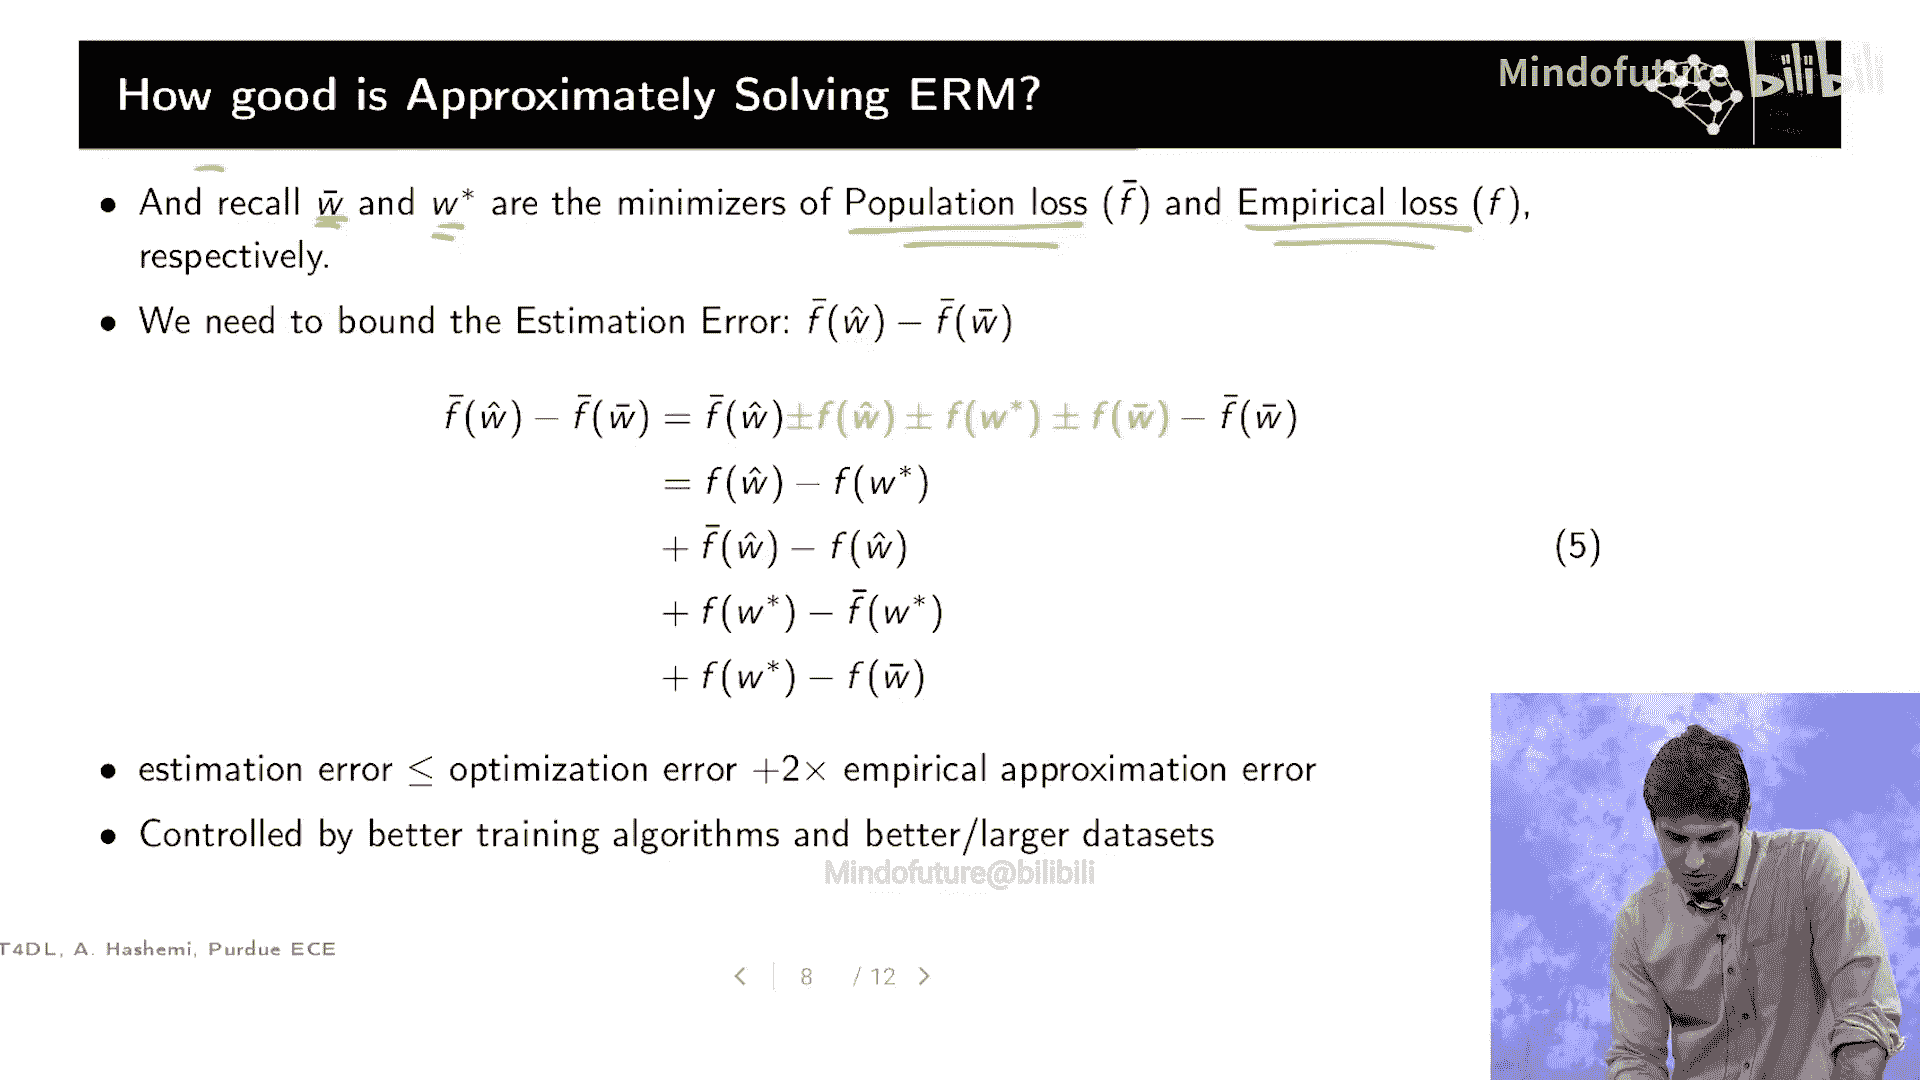 How good is Approximately Solving ERM?
Mindofuture
bilibili
• And recall w̄ and w* are the minimizers of Population loss (f̄) and Empirical loss (f),
respectively.
• We need to bound the Estimation Error: f̄(ŵ) − f̄(w̄)
f̄(ŵ) − f̄(w̄) = f̄(ŵ)±f(ŵ) ± f(w*) ± f(w̄) − f̄(w̄)
= f(ŵ) − f(w*)
+ f̄(ŵ) − f(ŵ)
(5)
+ f(w*) − f̄(w*)
+ f(w*) − f(w̄)
• estimation error ≤ optimization error +2× empirical approximation error
• Controlled by better training algorithms and better/larger datasets
Mindofuture@bilibili
T4DL, A. Hashemi, Purdue ECE
8 / 12